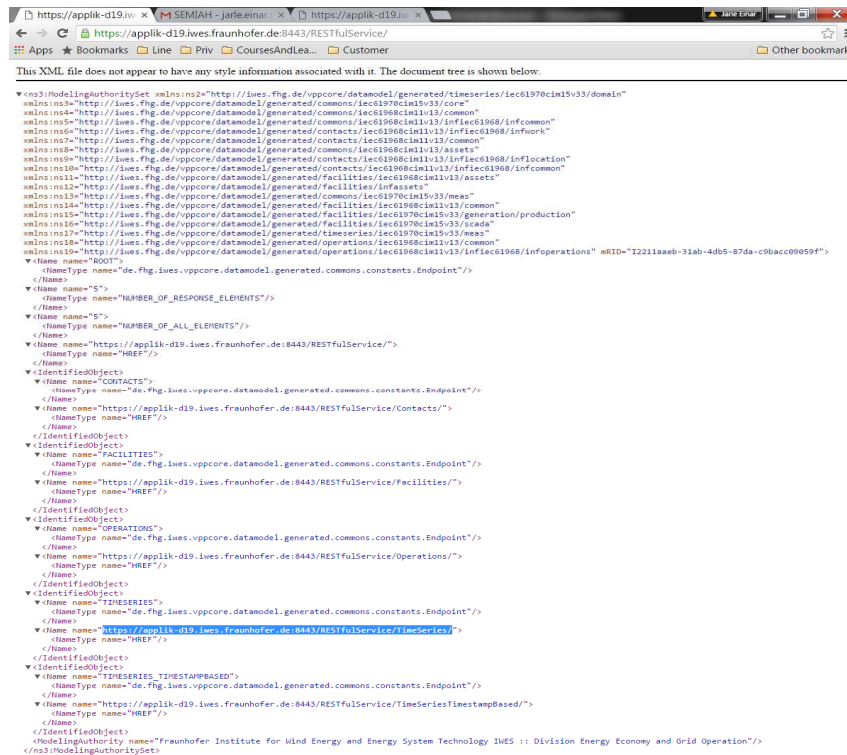 https://applik-d19.iw × M SEMIAH - jarle.einar.c × https://applik-d19.iw × Jarle Einar
https://applik-d19.iwes.fraunhofer.de:8443/RESTfulService/
Apps Bookmarks Line Priv CoursesAndLea... Customer Other bookmark
This XML file does not appear to have any style information associated with it. The document tree is shown below.
▼<ns3:ModelingAuthoritySet xmlns:ns2="http://iwes.fhg.de/vppcore/datamodel/generated/timeseries/iec61970cim15v33/domain"
xmlns:ns3="http://iwes.fhg.de/vppcore/datamodel/generated/commons/iec61970cim15v33/core"
xmlns:ns4="http://iwes.fhg.de/vppcore/datamodel/generated/commons/iec61968cim11v13/common"
xmlns:ns5="http://iwes.fhg.de/vppcore/datamodel/generated/commons/iec61968cim11v13/infiec61968/infcommon"
xmlns:ns6="http://iwes.fhg.de/vppcore/datamodel/generated/contacts/iec61968cim11v13/infiec61968/infwork"
xmlns:ns7="http://iwes.fhg.de/vppcore/datamodel/generated/contacts/iec61968cim11v13/common"
xmlns:ns8="http://iwes.fhg.de/vppcore/datamodel/generated/commons/iec61968cim11v13/assets"
xmlns:ns9="http://iwes.fhg.de/vppcore/datamodel/generated/contacts/iec61968cim11v13/infiec61968/inflocation"
xmlns:ns10="http://iwes.fhg.de/vppcore/datamodel/generated/contacts/iec61968cim11v13/infiec61968/infcommon"
xmlns:ns11="http://iwes.fhg.de/vppcore/datamodel/generated/facilities/iec61968cim11v13/assets"
xmlns:ns12="http://iwes.fhg.de/vppcore/datamodel/generated/facilities/infassets"
xmlns:ns13="http://iwes.fhg.de/vppcore/datamodel/generated/commons/iec61970cim15v33/meas"
xmlns:ns14="http://iwes.fhg.de/vppcore/datamodel/generated/facilities/iec61968cim11v13/common"
xmlns:ns15="http://iwes.fhg.de/vppcore/datamodel/generated/facilities/iec61970cim15v33/generation/production"
xmlns:ns16="http://iwes.fhg.de/vppcore/datamodel/generated/facilities/iec61970cim15v33/scada"
xmlns:ns17="http://iwes.fhg.de/vppcore/datamodel/generated/timeseries/iec61970cim15v33/meas"
xmlns:ns18="http://iwes.fhg.de/vppcore/datamodel/generated/operations/iec61968cim11v13/common"
xmlns:ns19="http://iwes.fhg.de/vppcore/datamodel/generated/operations/iec61968cim11v13/infiec61968/infoperations" mRID="I2211aaeb-31ab-4db5-87da-c9bacc09059f">
▼<Name name="ROOT">
<NameType name="de.fhg.iwes.vppcore.datamodel.generated.commons.constants.Endpoint"/>
</Name>
▼<Name name="5">
<NameType name="NUMBER_OF_RESPONSE_ELEMENTS"/>
</Name>
▼<Name name="5">
<NameType name="NUMBER_OF_ALL_ELEMENTS"/>
</Name>
▼<Name name="https://applik-d19.iwes.fraunhofer.de:8443/RESTfulService/">
<NameType name="HREF"/>
</Name>
▼<IdentifiedObject>
▼<Name name="CONTACTS">
<NameType name="de.fhg.iwes.vppcore.datamodel.generated.commons.constants.Endpoint"/>
</Name>
▼<Name name="https://applik-d19.iwes.fraunhofer.de:8443/RESTfulService/Contacts/">
<NameType name="HREF"/>
</Name>
</IdentifiedObject>
▼<IdentifiedObject>
▼<Name name="FACILITIES">
<NameType name="de.fhg.iwes.vppcore.datamodel.generated.commons.constants.Endpoint"/>
</Name>
▼<Name name="https://applik-d19.iwes.fraunhofer.de:8443/RESTfulService/Facilities/">
<NameType name="HREF"/>
</Name>
</IdentifiedObject>
▼<IdentifiedObject>
▼<Name name="OPERATIONS">
<NameType name="de.fhg.iwes.vppcore.datamodel.generated.commons.constants.Endpoint"/>
</Name>
▼<Name name="https://applik-d19.iwes.fraunhofer.de:8443/RESTfulService/Operations/">
<NameType name="HREF"/>
</Name>
</IdentifiedObject>
▼<IdentifiedObject>
▼<Name name="TIMESERIES">
<NameType name="de.fhg.iwes.vppcore.datamodel.generated.commons.constants.Endpoint"/>
</Name>
▼<Name name="https://applik-d19.iwes.fraunhofer.de:8443/RESTfulService/TimeSeries/">
<NameType name="HREF"/>
</Name>
</IdentifiedObject>
▼<IdentifiedObject>
▼<Name name="TIMESERIES_TIMESTAMPBASED">
<NameType name="de.fhg.iwes.vppcore.datamodel.generated.commons.constants.Endpoint"/>
</Name>
▼<Name name="https://applik-d19.iwes.fraunhofer.de:8443/RESTfulService/TimeSeriesTimestampBased/">
<NameType name="HREF"/>
</Name>
</IdentifiedObject>
<ModelingAuthority name="Fraunhofer Institute for Wind Energy and Energy System Technology IWES :: Division Energy Economy and Grid Operation"/>
</ns3:ModelingAuthoritySet>